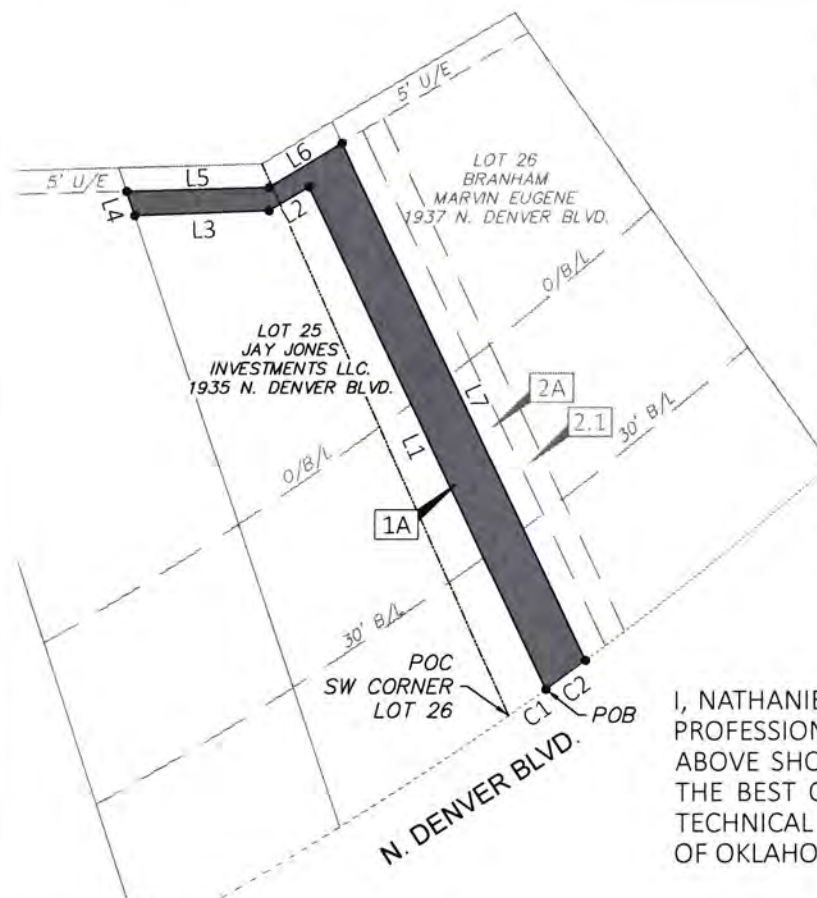 5' U/E
L6
5' U/E
L5
L4
L3
L2
LOT 26
BRANHAM
MARVIN EUGENE
1937 N. DENVER BLVD.
O/B/L
LOT 25
JAY JONES
INVESTMENTS LLC.
1935 N. DENVER BLVD.
L7
2A
2.1
30' B/L
L1
O/B/L
1A
30' B/L
POC
SW CORNER
LOT 26
C1
C2
POB
N. DENVER BLVD.
I, NATHANIE
PROFESSION
ABOVE SHO
THE BEST
TECHNICAL
OF OKLAHO